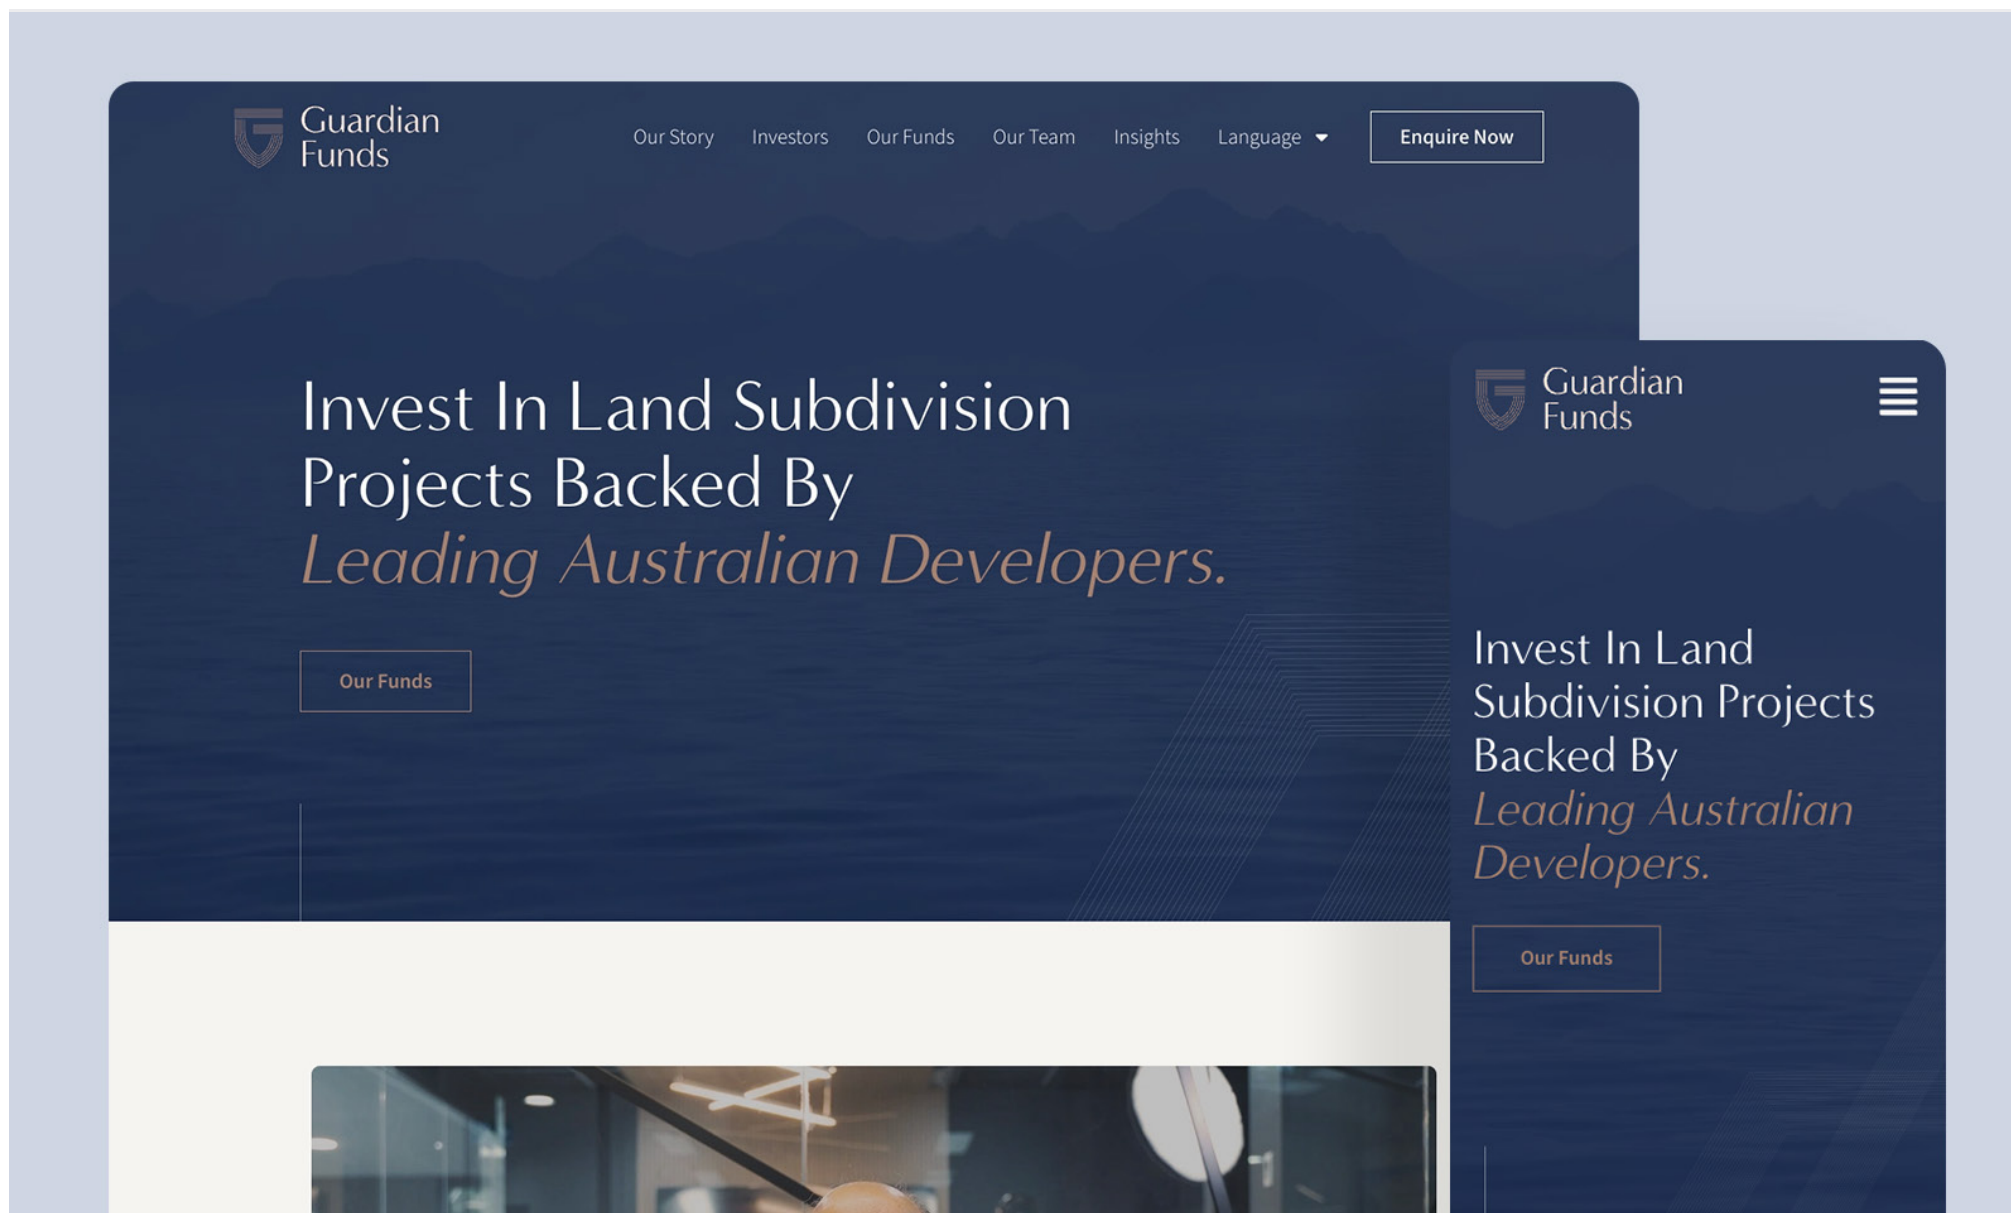 Guardian
Funds
Our Story
Investors
Our Funds
Our Team
Insights
Language
Enquire Now
Invest In Land Subdivision
Projects Backed By
Leading Australian Developers.
Our Funds
Guardian
Funds
Invest In Land
Subdivision Projects
Backed By
Leading Australian
Developers.
Our Funds